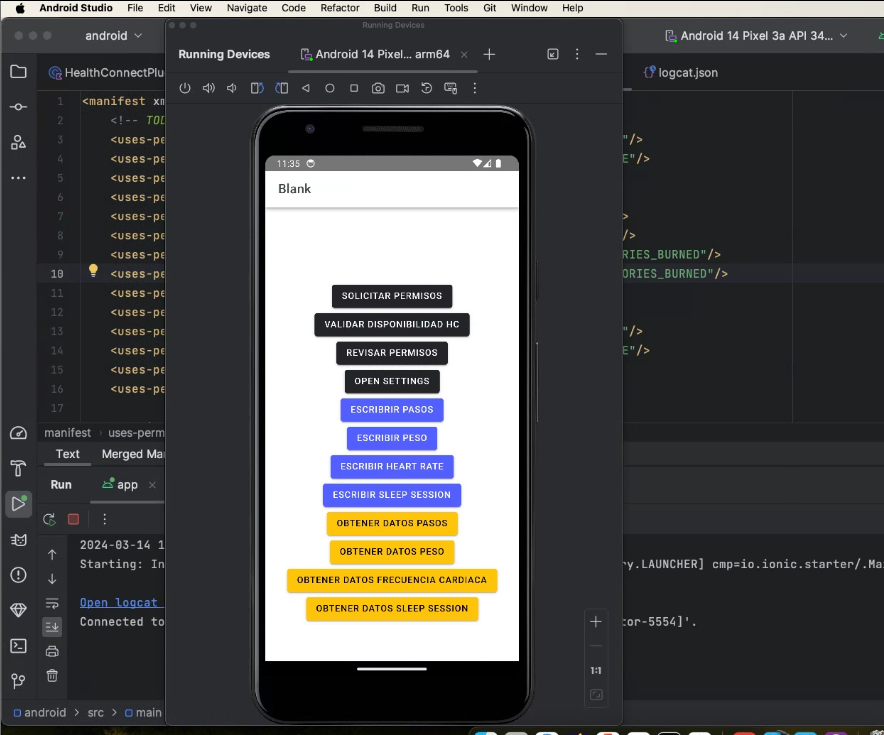 Android Studio File Edit View Navigate Code Refactor Build Run Tools Git Window Help
Running Devices
android
Running Devices Android 14 Pixel... arm64
Android 14 Pixel 3a API 34...
HealthConnectPlu
logcat.json
1 <manifest xm
2 <!-- TOD
3 <uses-pe "/>
4 <uses-pe E"/>
5 <uses-pe
6 <uses-pe
7 <uses-pe >
8 <uses-pe />
9 <uses-pe RIES_BURNED"/>
10 <uses-pe ORIES_BURNED"/>
11 <uses-pe
12 <uses-pe
13 <uses-pe "/>
14 <uses-pe E"/>
15 <uses-pe
16 <uses-pe
17
11:35
Blank
SOLICITAR PERMISOS
VALIDAR DISPONIBILIDAD HC
REVISAR PERMISOS
OPEN SETTINGS
ESCRIBRIR PASOS
ESCRIBIR PESO
ESCRIBIR HEART RATE
ESCRIBIR SLEEP SESSION
OBTENER DATOS PASOS
OBTENER DATOS PESO
OBTENER DATOS FRECUENCIA CARDIACA
OBTENER DATOS SLEEP SESSION
1:1
manifest > uses-perm
Text Merged Ma
Run app
2024-03-14 1
Starting: In y.LAUNCHER] cmp=io.ionic.starter/.Ma
Open logcat
Connected to tor-5554]'.
android > src > main